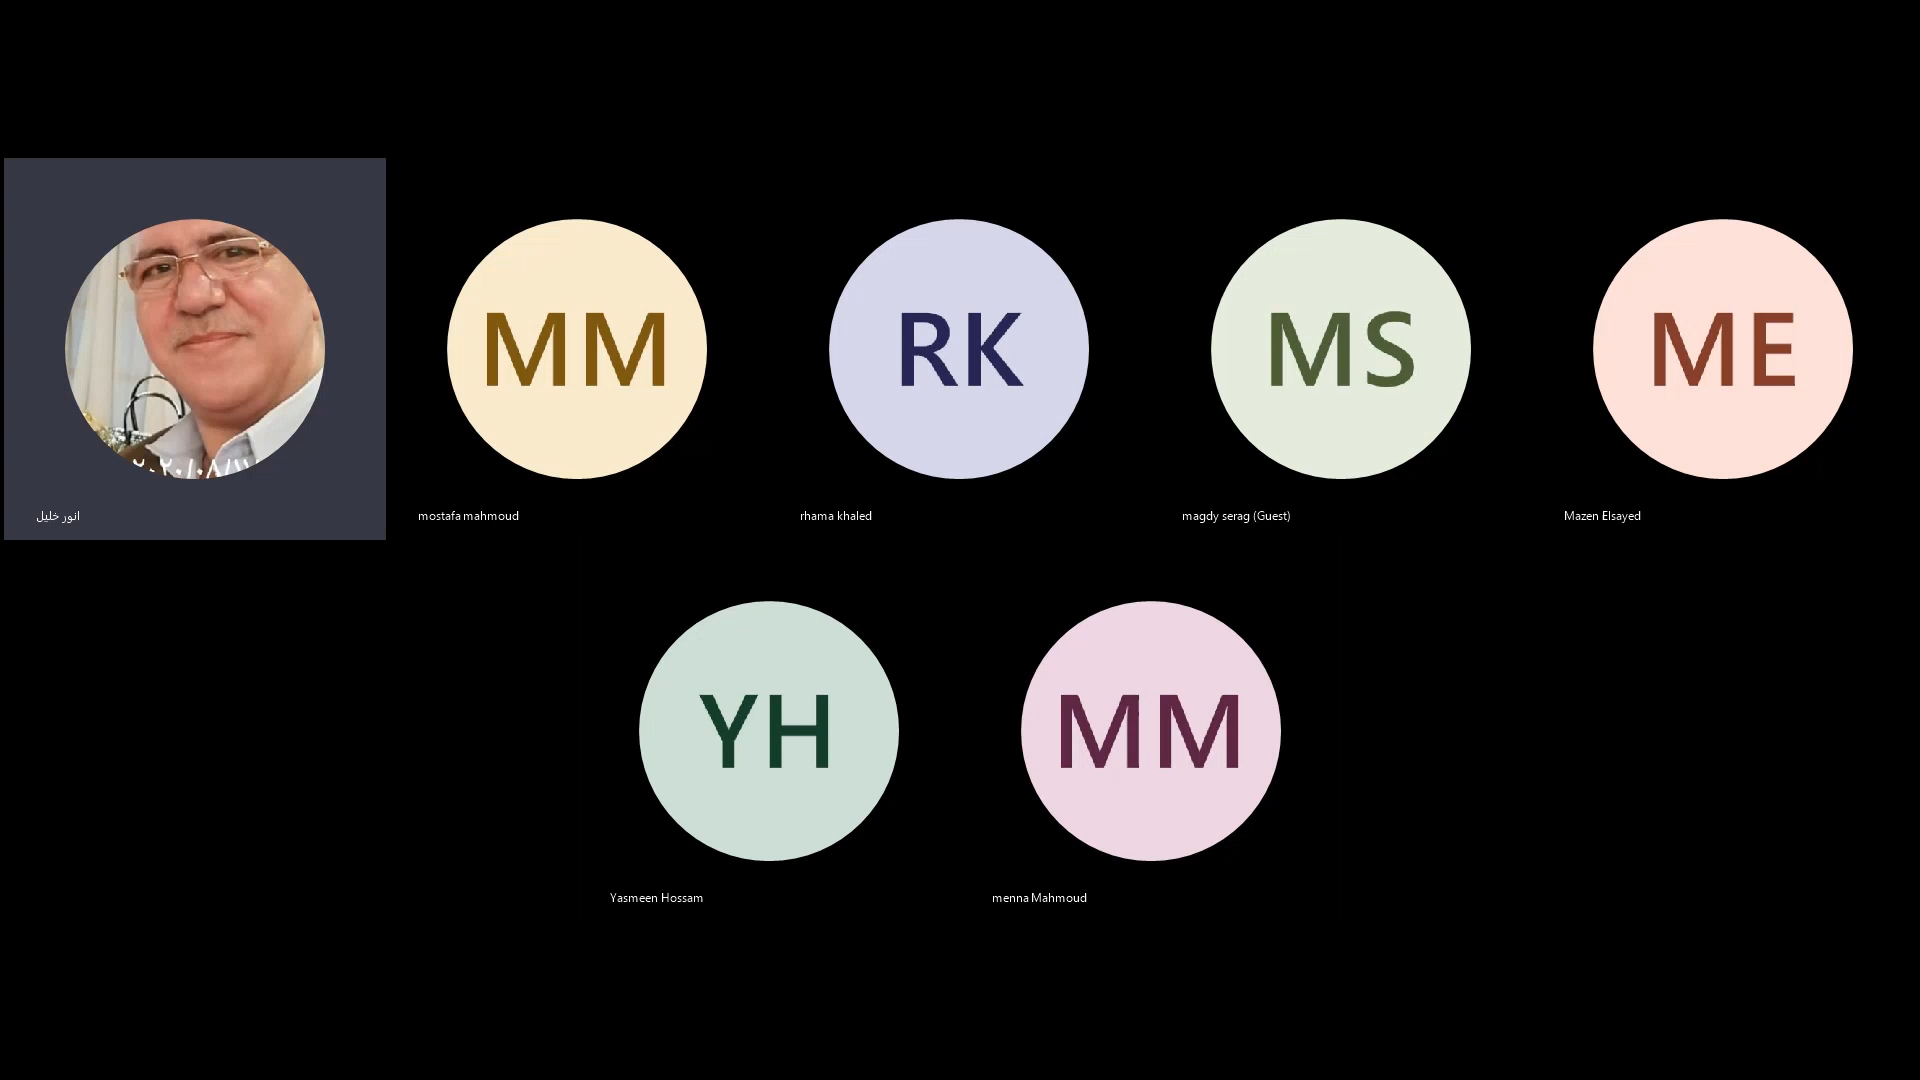 انور خليل
MM
mostafa mahmoud
RK
rhama khaled
MS
magdy serag (Guest)
ME
Mazen Elsayed
YH
Yasmeen Hossam
MM
menna Mahmoud